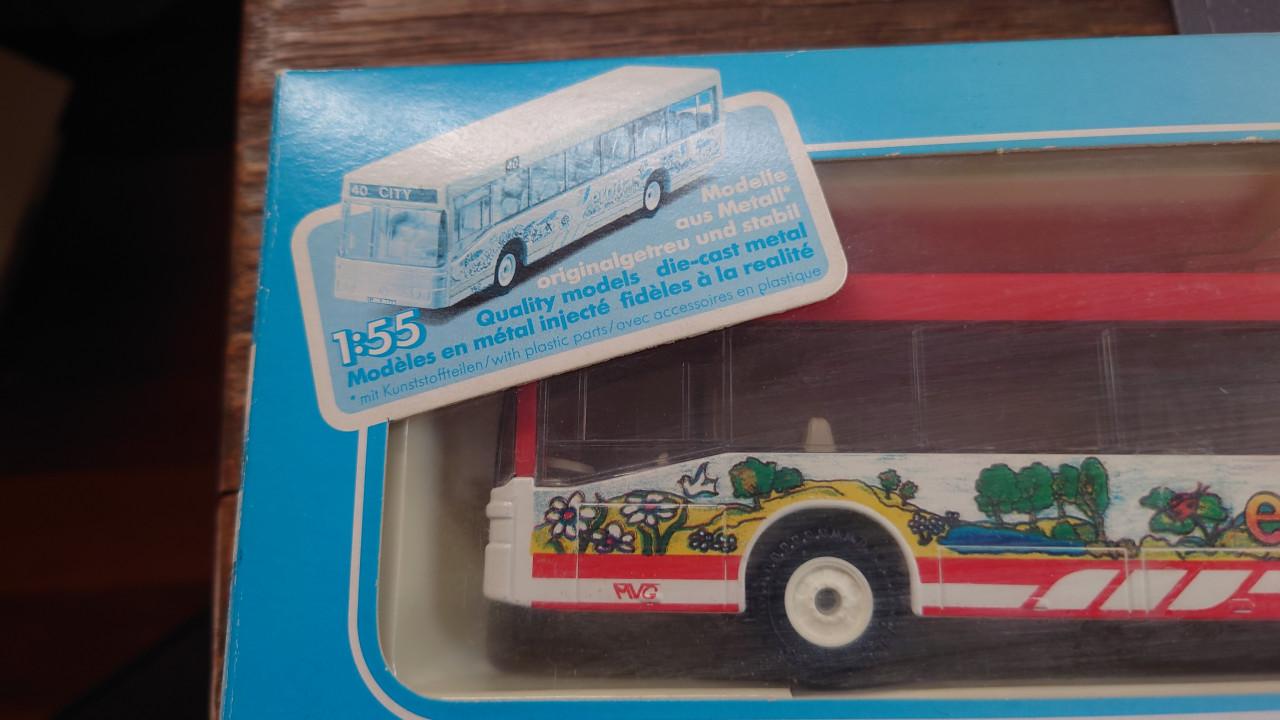 40 CITY
40
Modelle
aus Metall*
originalgetreu und stabil
Quality models die-cast metal
1:55
Modèles en métal injecté fidèles à la realité
* mit Kunststoffteilen/with plastic parts/avec accessoires en plastique
MVG
e